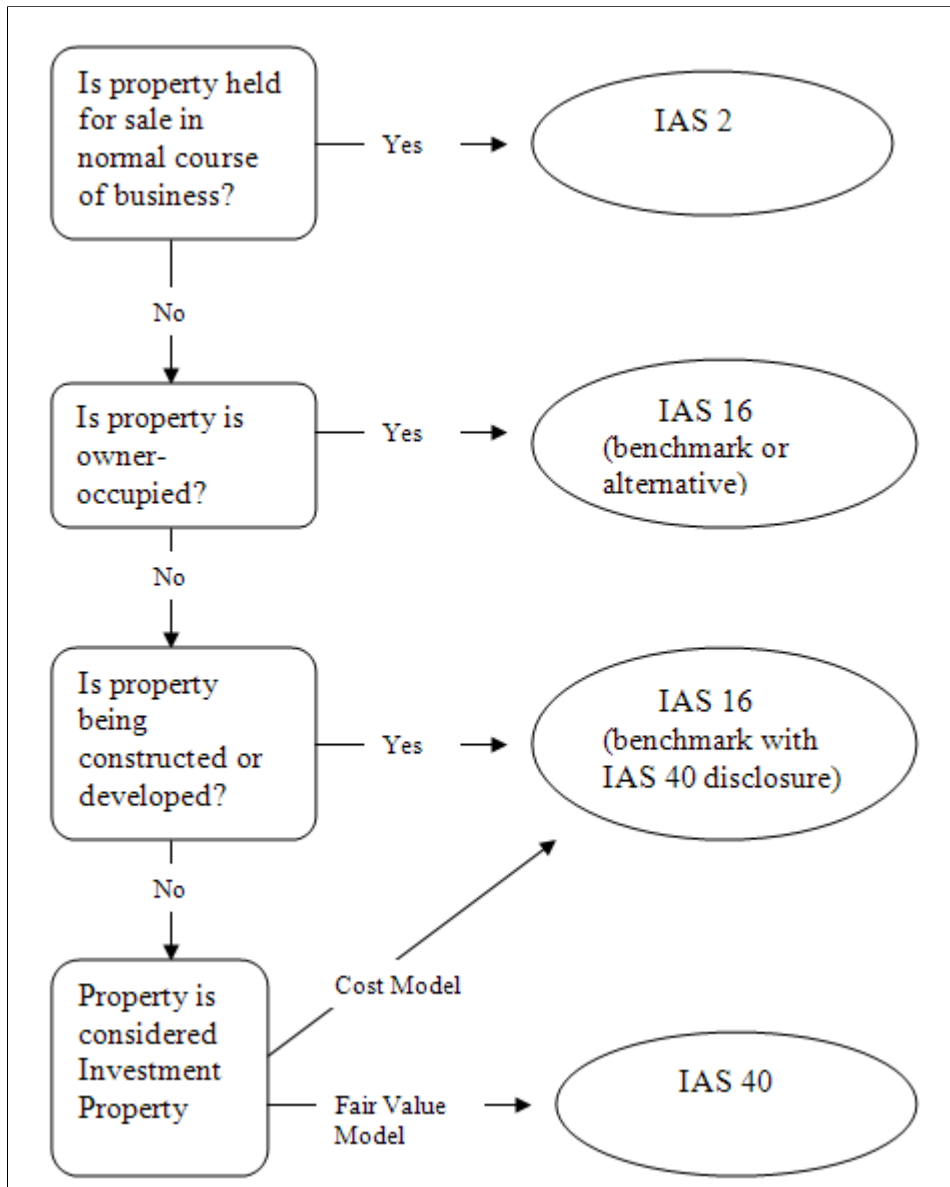 Is property held
for sale in
normal course
of business?
Yes
IAS 2
No
Is property is
owner-
occupied?
Yes
IAS 16
(benchmark or
alternative)
No
Is property
being
constructed or
developed?
Yes
IAS 16
(benchmark with
IAS 40 disclosure)
No
Property is
considered
Investment
Property
Cost Model
Fair Value
Model
IAS 40